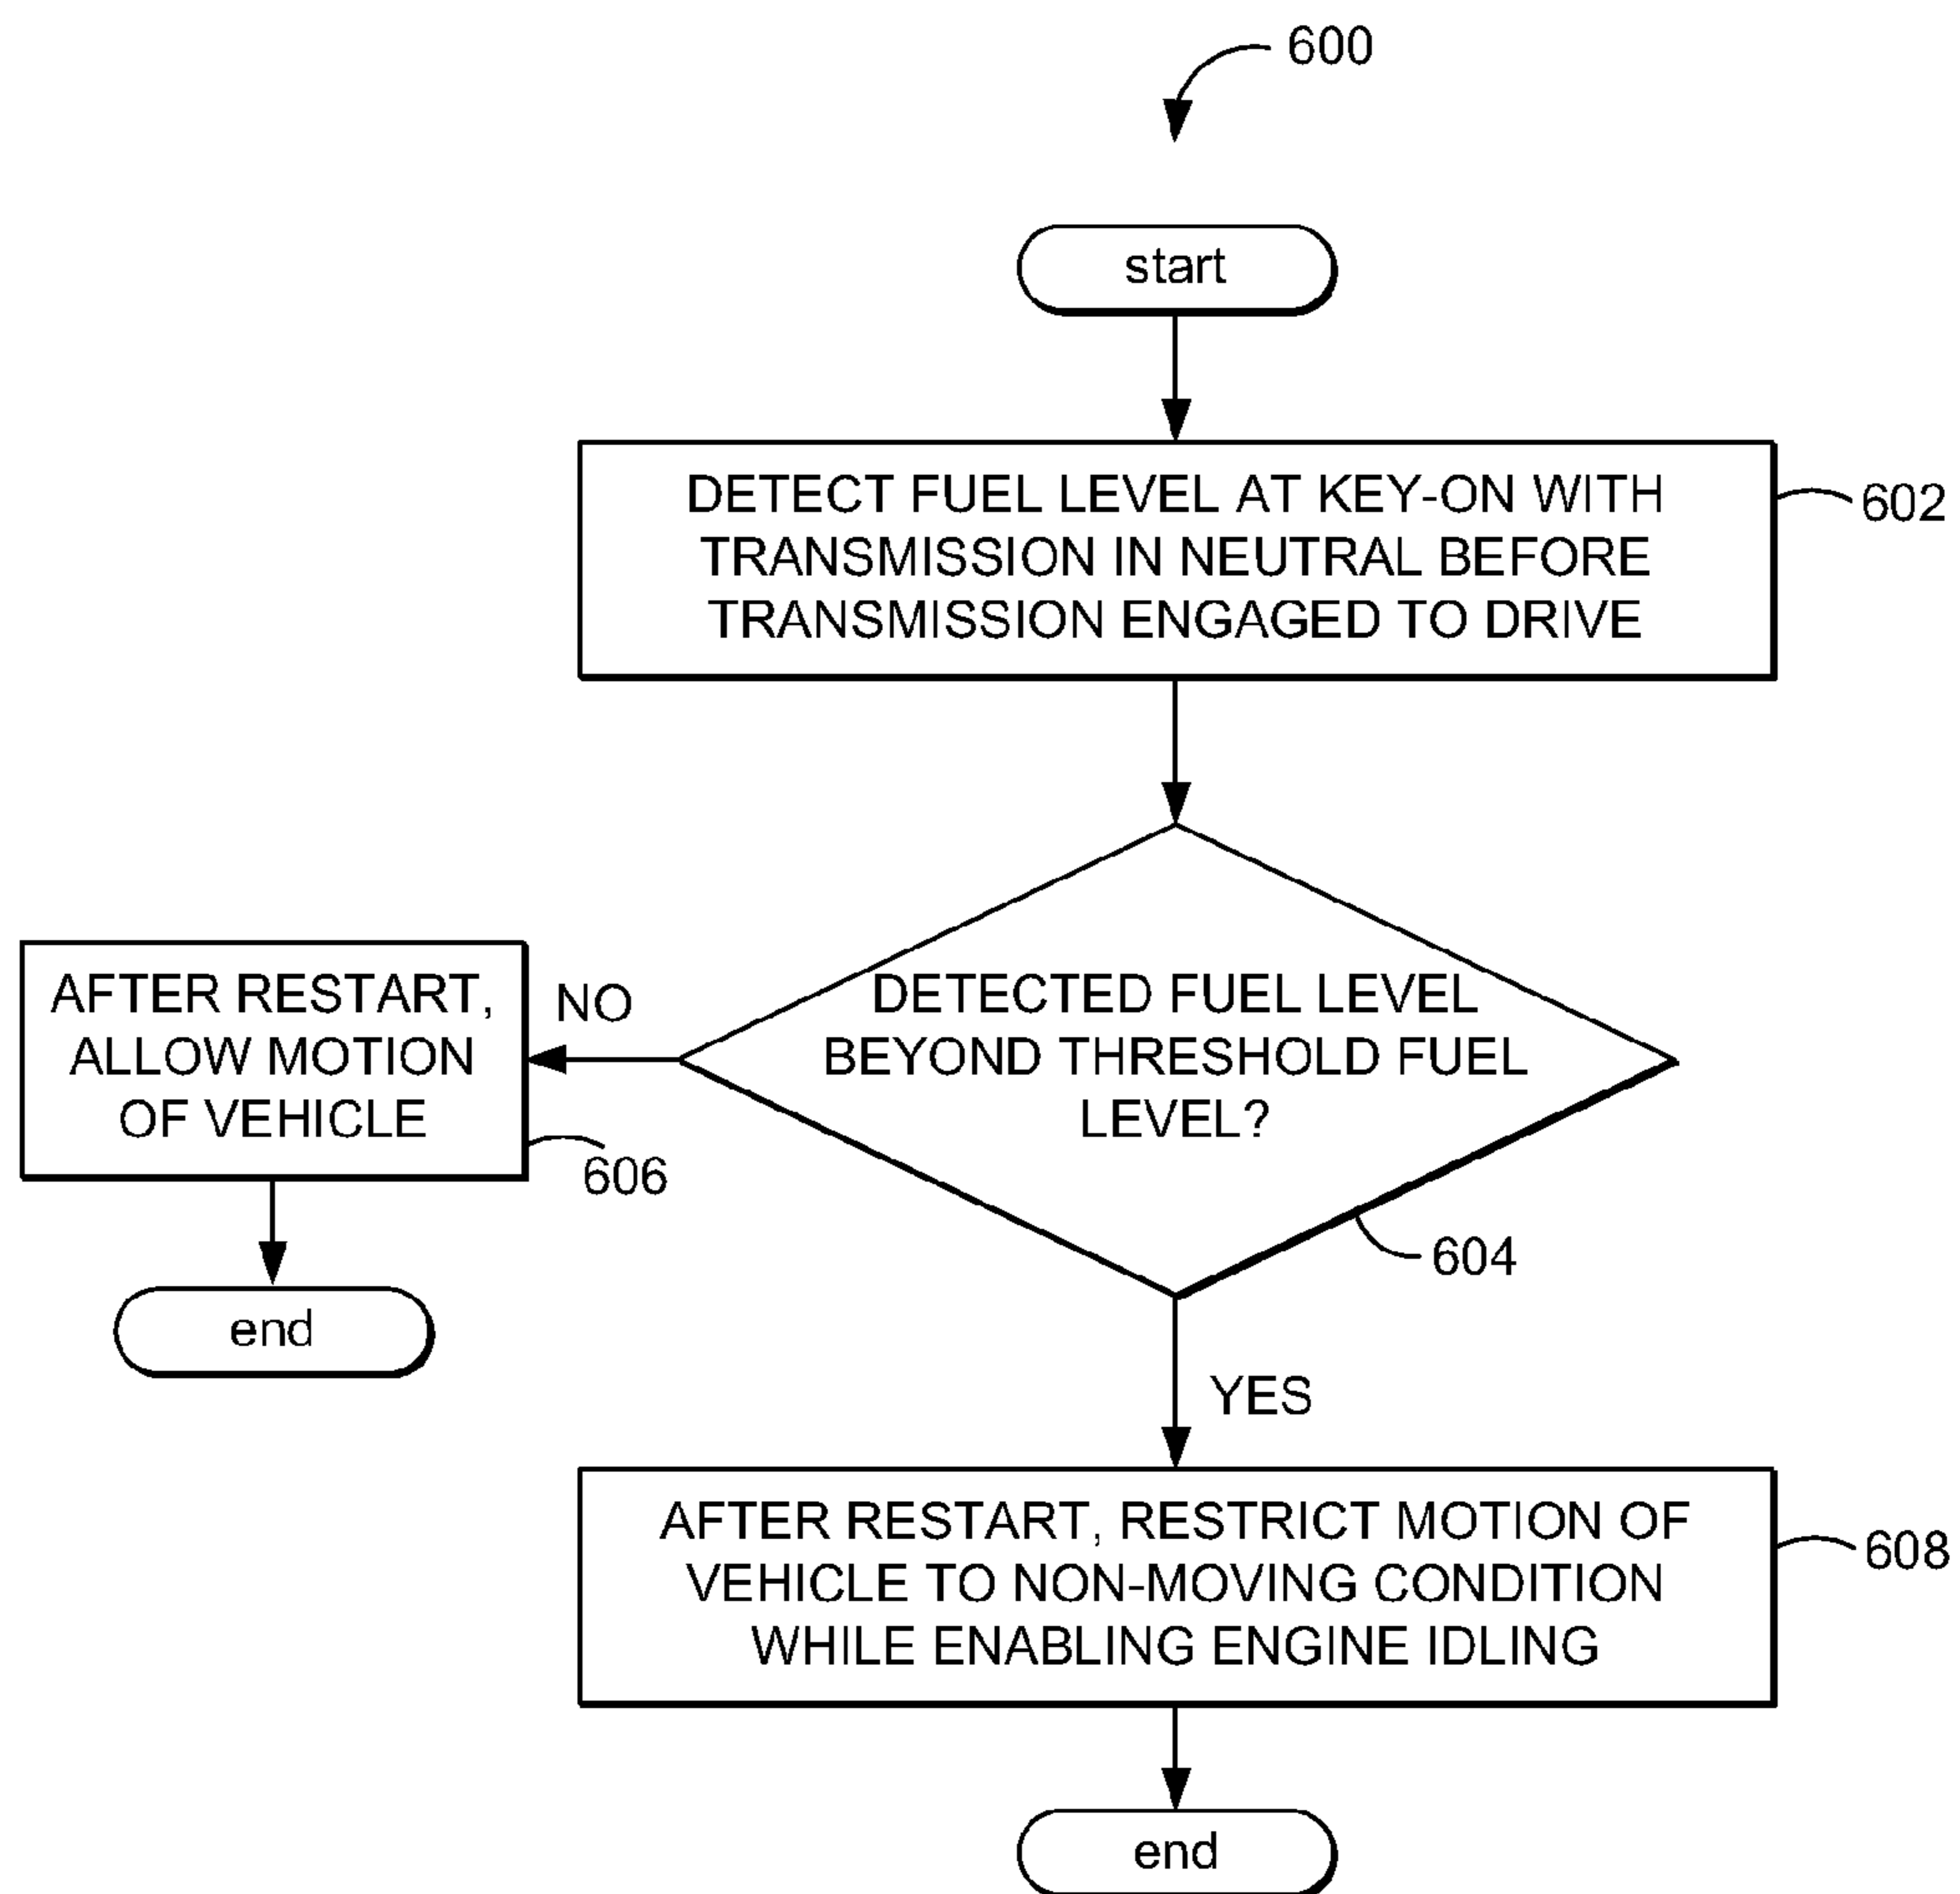 600
start
DETECT FUEL LEVEL AT KEY-ON WITH
TRANSMISSION IN NEUTRAL BEFORE
TRANSMISSION ENGAGED TO DRIVE
602
DETECTED FUEL LEVEL
BEYOND THRESHOLD FUEL
LEVEL?
604
NO
AFTER RESTART,
ALLOW MOTION
OF VEHICLE
606
end
YES
AFTER RESTART, RESTRICT MOTION OF
VEHICLE TO NON-MOVING CONDITION
WHILE ENABLING ENGINE IDLING
608
end